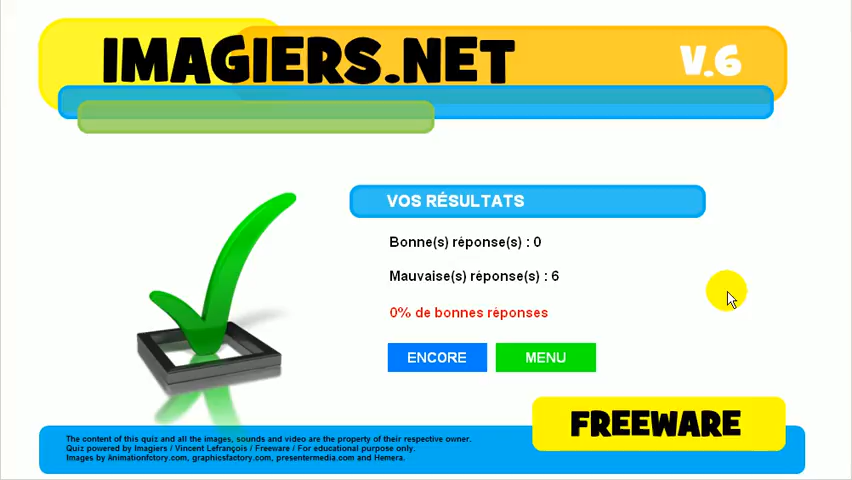 IMAGIERS.NET
V.6
VOS RÉSULTATS
Bonne(s) réponse(s) : 0
Mauvaise(s) réponse(s) : 6
0% de bonnes réponses
ENCORE
MENU
FREEWARE
The content of this quiz and all the images, sounds and video are the property of their respective owner.
Quiz powered by Imagiers / Vincent Lefrançois / Freeware / For educational purpose only.
Images by Animationfctory.com, graphicsfactory.com, presentermedia.com and Hemera.